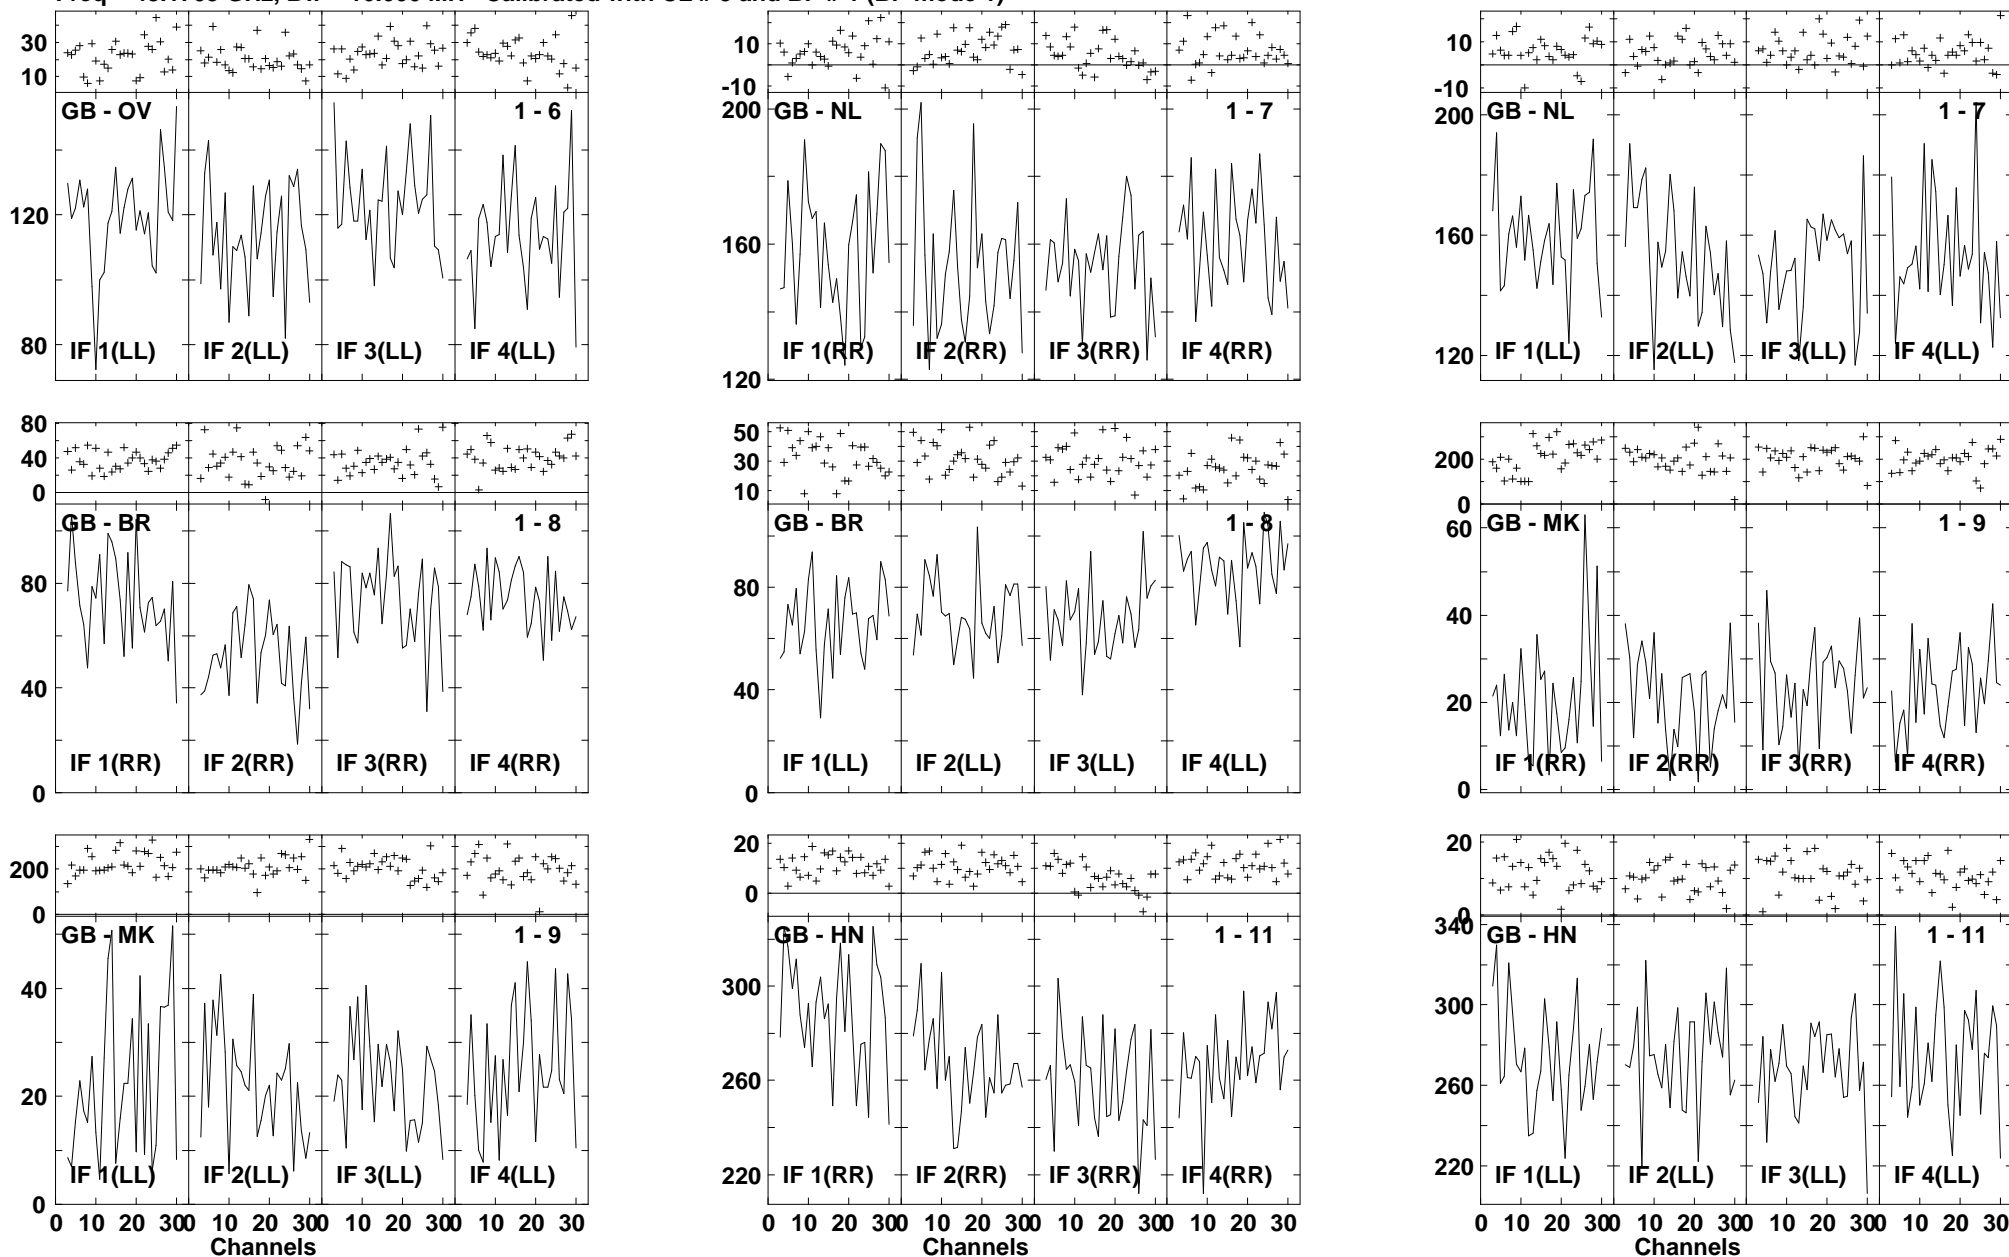 30
10
GB - OV
1 - 6
120
80
IF 1(LL)
IF 2(LL)
IF 3(LL)
IF 4(LL)
10
-10
200
GB - NL
1 - 7
160
120
IF 1(RR)
IF 2(RR)
IF 3(RR)
IF 4(RR)
10
-10
200
GB - NL
1 - 7
160
120
IF 1(LL)
IF 2(LL)
IF 3(LL)
IF 4(LL)
80
40
0
GB - BR
1 - 8
80
40
0
IF 1(RR)
IF 2(RR)
IF 3(RR)
IF 4(RR)
50
30
10
GB - BR
1 - 8
80
40
0
IF 1(LL)
IF 2(LL)
IF 3(LL)
IF 4(LL)
200
0
GB - MK
1 - 9
60
40
20
0
IF 1(RR)
IF 2(RR)
IF 3(RR)
IF 4(RR)
200
0
GB - MK
1 - 9
40
20
0
IF 1(LL)
IF 2(LL)
IF 3(LL)
IF 4(LL)
0 10 20 30 0 10 20 30 0 10 20 30 0 10 20 30
Channels
20
0
GB - HN
1 - 11
300
260
220
IF 1(RR)
IF 2(RR)
IF 3(RR)
IF 4(RR)
0 10 20 30 0 10 20 30 0 10 20 30 0 10 20 30
Channels
20
0
340
GB - HN
1 - 11
300
260
220
IF 1(LL)
IF 2(LL)
IF 3(LL)
IF 4(LL)
0 10 20 30 0 10 20 30 0 10 20 30 0 10 20 30
Channels